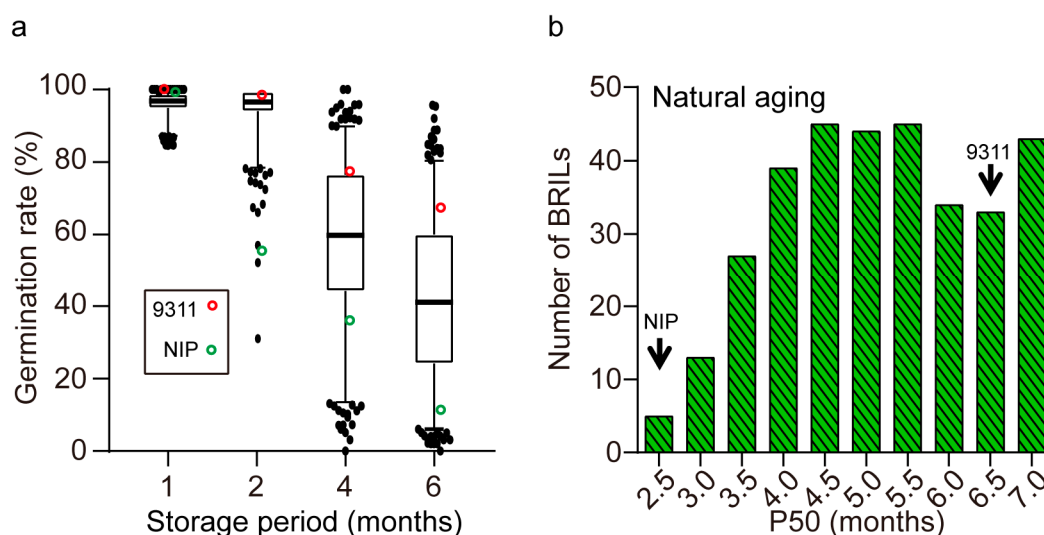 a
Germination rate (%)
100
80
60
40
20
0
9311
NIP
1 2 4 6
Storage period (months)
b
Natural aging
Number of BRILs
50
40
30
20
10
0
NIP
9311
2.5 3.0 3.5 4.0 4.5 5.0 5.5 6.0 6.5 7.0
P50 (months)